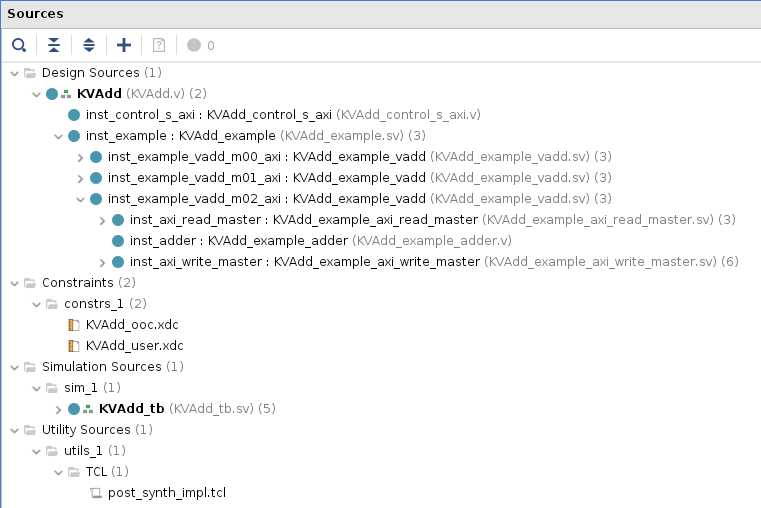 Sources
0
Design Sources (1)
KVAdd (KVAdd.v) (2)
inst_control_s_axi : KVAdd_control_s_axi (KVAdd_control_s_axi.v)
inst_example : KVAdd_example (KVAdd_example.sv) (3)
inst_example_vadd_m00_axi : KVAdd_example_vadd (KVAdd_example_vadd.sv) (3)
inst_example_vadd_m01_axi : KVAdd_example_vadd (KVAdd_example_vadd.sv) (3)
inst_example_vadd_m02_axi : KVAdd_example_vadd (KVAdd_example_vadd.sv) (3)
inst_axi_read_master : KVAdd_example_axi_read_master (KVAdd_example_axi_read_master.sv) (3)
inst_adder : KVAdd_example_adder (KVAdd_example_adder.v)
inst_axi_write_master : KVAdd_example_axi_write_master (KVAdd_example_axi_write_master.sv) (6)
Constraints (2)
constrs_1 (2)
KVAdd_ooc.xdc
KVAdd_user.xdc
Simulation Sources (1)
sim_1 (1)
KVAdd_tb (KVAdd_tb.sv) (5)
Utility Sources (1)
utils_1 (1)
TCL (1)
post_synth_impl.tcl